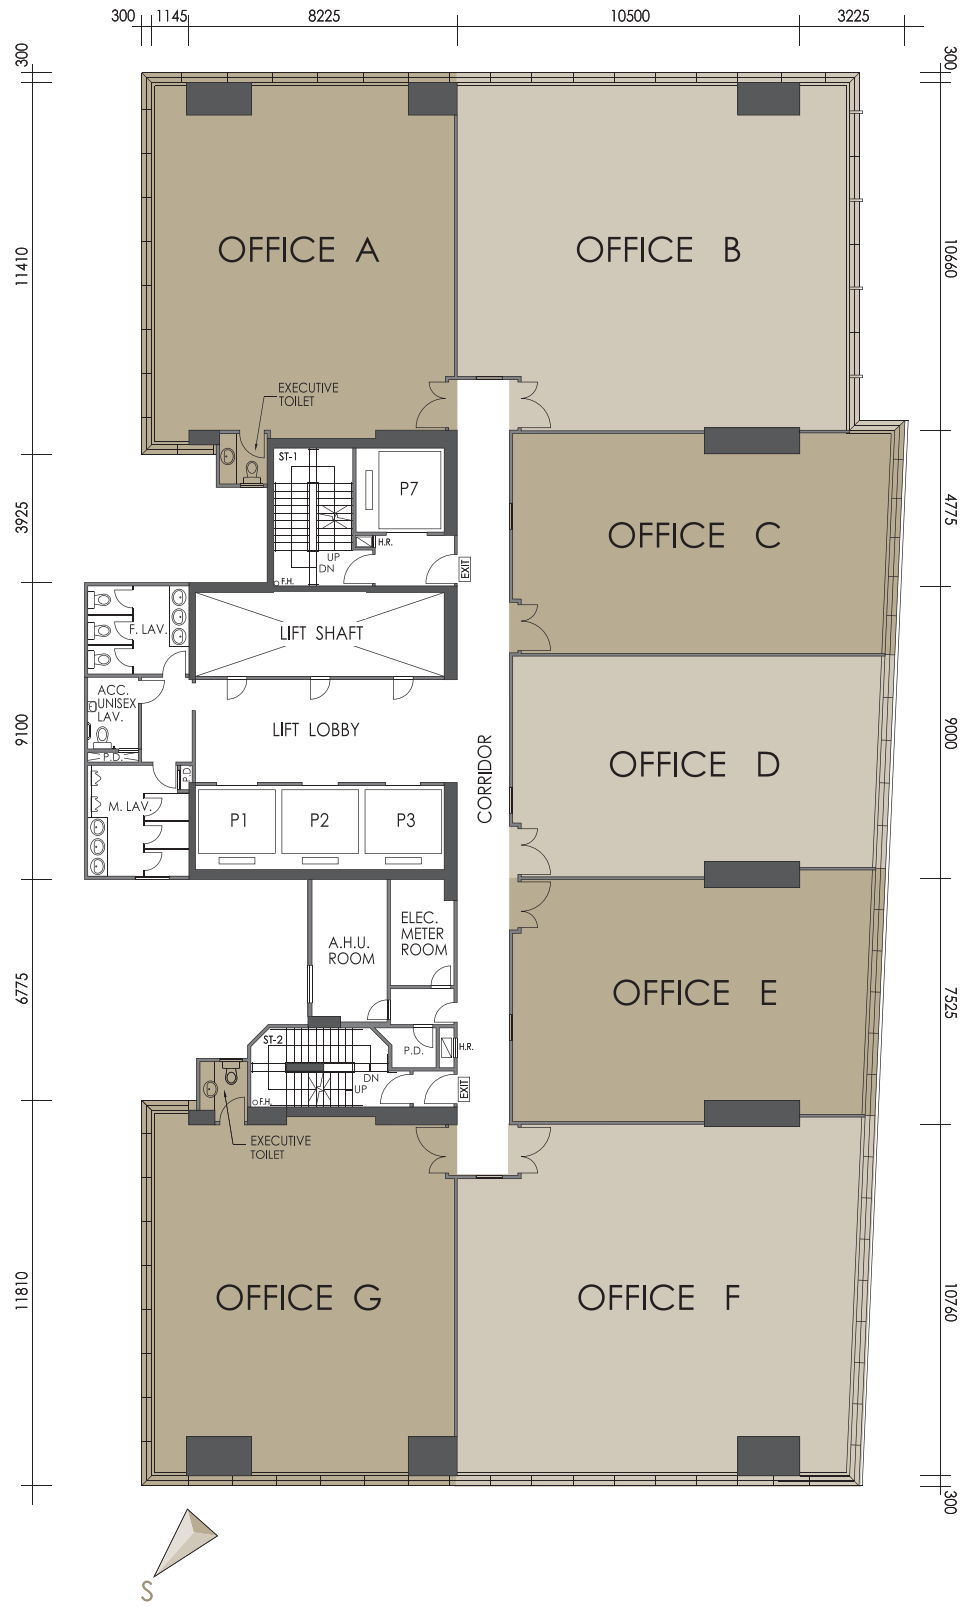 300 1145 8225 10500 3225
300
300
11410
10660
OFFICE A
OFFICE B
EXECUTIVE
TOILET
ST-1
P7
3925
4775
OFFICE C
H.R.
UP
DN
EXIT
F.H.
F. LAV.
LIFT SHAFT
ACC.
UNISEX
LAV.
LIFT LOBBY
9100
9000
P.D.
P.D.
CORRIDOR
OFFICE D
M. LAV.
P1
P2
P3
ELEC.
METER
ROOM
A.H.U.
ROOM
6775
7525
OFFICE E
ST-2
P.D.
H.R.
DN
UP
EXIT
F.H.
EXECUTIVE
TOILET
11810
10760
OFFICE G
OFFICE F
300
S